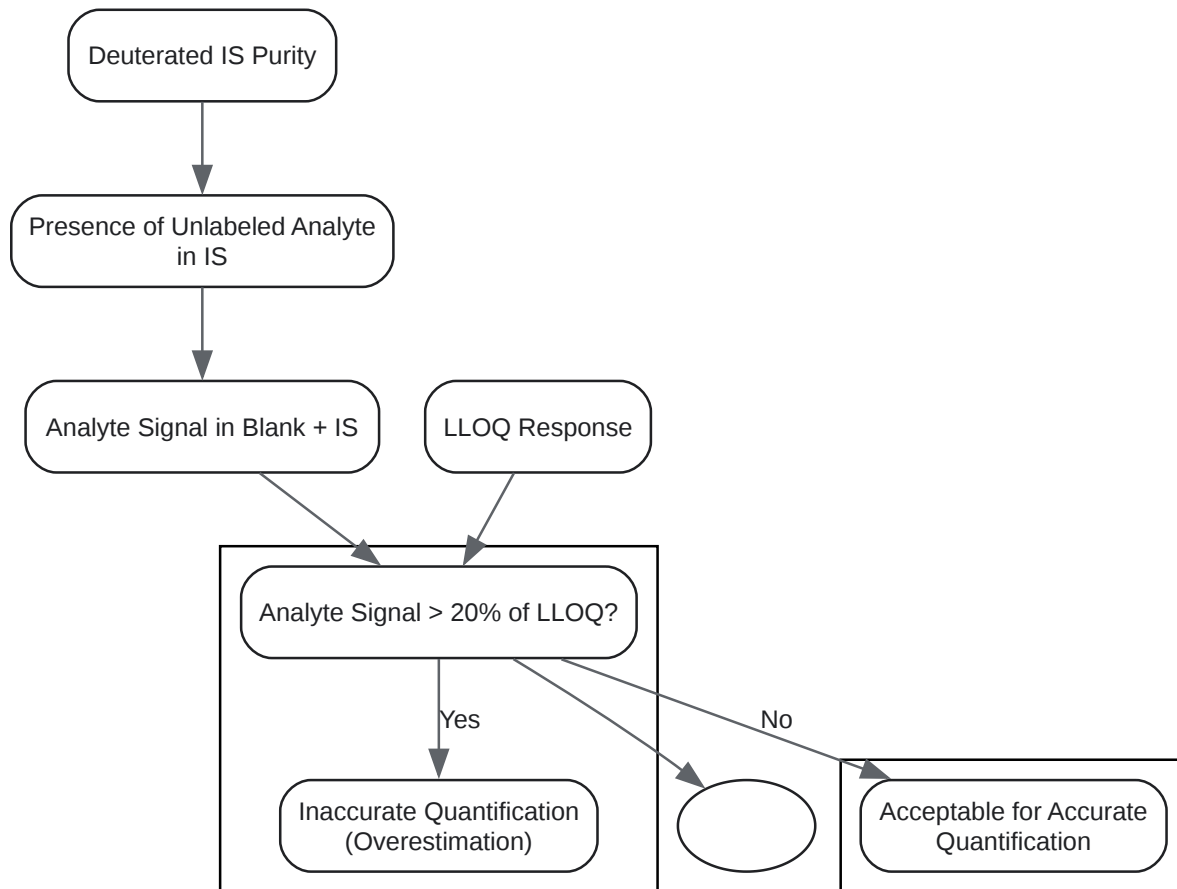 Deuterated IS Purity
Presence of Unlabeled Analyte
in IS
Analyte Signal in Blank + IS
LLOQ Response
Analyte Signal > 20% of LLOQ?
Yes
No
Inaccurate Quantification
(Overestimation)
Acceptable for Accurate
Quantification